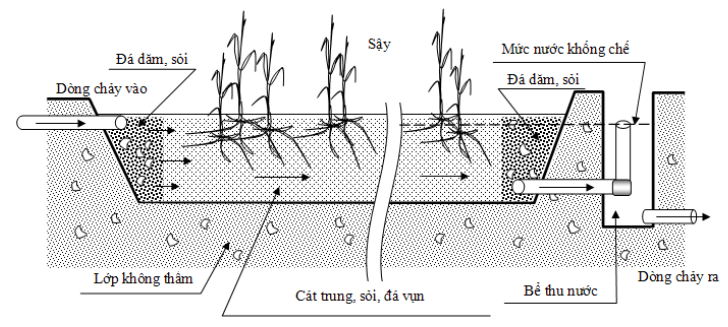 Sậy
Mức nước khống chế
Đá dăm, sỏi
Đá dăm, sỏi
Dòng chảy vào
Lớp không thấm
Cát trung, sỏi, đá vụn
Bể thu nước
Dòng chảy ra